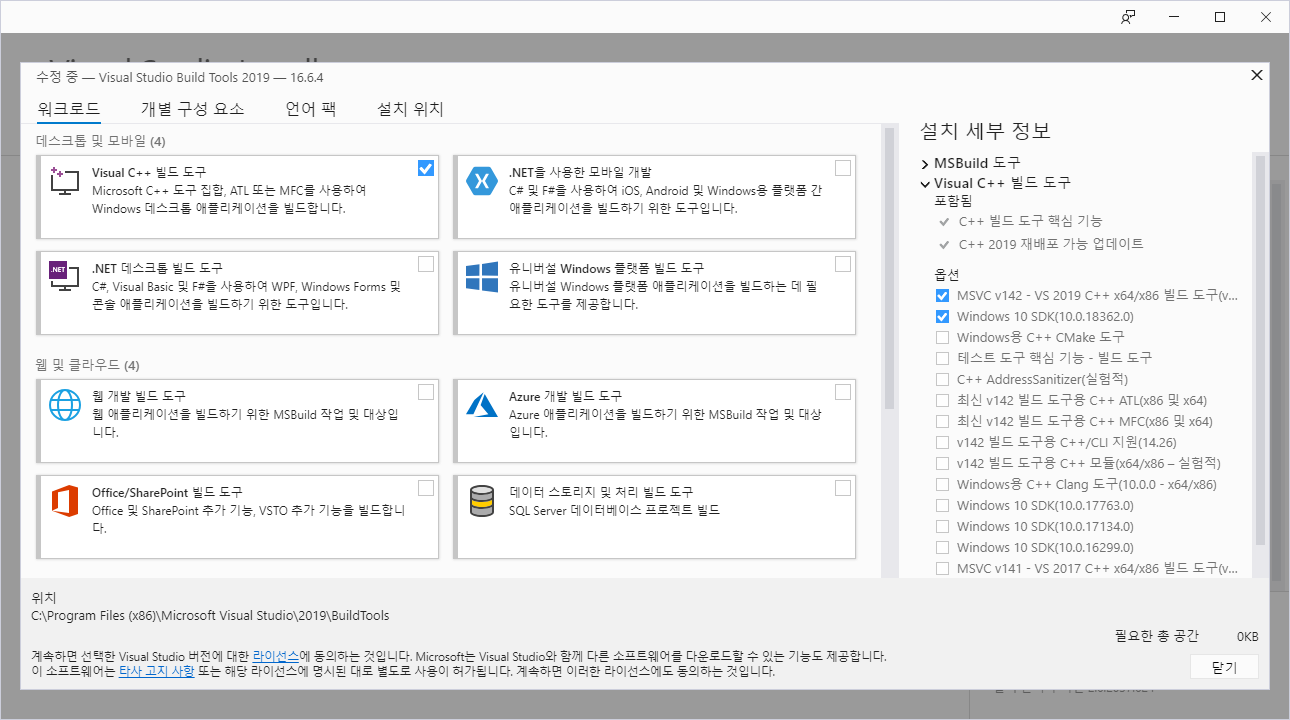 수정 중 — Visual Studio Build Tools 2019 — 16.6.4
워크로드 개별 구성 요소 언어 팩 설치 위치
데스크톱 및 모바일 (4)
Visual C++ 빌드 도구
Microsoft C++ 도구 집합, ATL 또는 MFC를 사용하여
Windows 데스크톱 애플리케이션을 빌드합니다.
.NET을 사용한 모바일 개발
C# 및 F#을 사용하여 iOS, Android 및 Windows용 플랫폼 간
애플리케이션을 빌드하기 위한 도구입니다.
.NET
.NET 데스크톱 빌드 도구
C#, Visual Basic 및 F#을 사용하여 WPF, Windows Forms 및
콘솔 애플리케이션을 빌드하기 위한 도구입니다.
유니버설 Windows 플랫폼 빌드 도구
유니버설 Windows 플랫폼 애플리케이션을 빌드하는 데 필
요한 도구를 제공합니다.
웹 및 클라우드 (4)
웹 개발 빌드 도구
웹 애플리케이션을 빌드하기 위한 MSBuild 작업 및 대상입
니다.
Azure 개발 빌드 도구
Azure 애플리케이션을 빌드하기 위한 MSBuild 작업 및 대상
입니다.
Office/SharePoint 빌드 도구
Office 및 SharePoint 추가 기능, VSTO 추가 기능을 빌드합니
다.
데이터 스토리지 및 처리 빌드 도구
SQL Server 데이터베이스 프로젝트 빌드
설치 세부 정보
MSBuild 도구
Visual C++ 빌드 도구
포함됨
C++ 빌드 도구 핵심 기능
C++ 2019 재배포 가능 업데이트
옵션
MSVC v142 - VS 2019 C++ x64/x86 빌드 도구(v...
Windows 10 SDK(10.0.18362.0)
Windows용 C++ CMake 도구
테스트 도구 핵심 기능 - 빌드 도구
C++ AddressSanitizer(실험적)
최신 v142 빌드 도구용 C++ ATL(x86 및 x64)
최신 v142 빌드 도구용 C++ MFC(x86 및 x64)
v142 빌드 도구용 C++/CLI 지원(14.26)
v142 빌드 도구용 C++ 모듈(x64/x86 – 실험적)
Windows용 C++ Clang 도구(10.0.0 - x64/x86)
Windows 10 SDK(10.0.17763.0)
Windows 10 SDK(10.0.17134.0)
Windows 10 SDK(10.0.16299.0)
MSVC v141 - VS 2017 C++ x64/x86 빌드 도구(v...
위치
C:\Program Files (x86)\Microsoft Visual Studio\2019\BuildTools
필요한 총 공간 0KB
계속하면 선택한 Visual Studio 버전에 대한 라이선스에 동의하는 것입니다. Microsoft는 Visual Studio와 함께 다른 소프트웨어를 다운로드할 수 있는 기능도 제공합니다.
이 소프트웨어는 타사 고지 사항 또는 해당 라이선스에 명시된 대로 별도로 사용이 허가됩니다. 계속하면 이러한 라이선스에도 동의하는 것입니다.
닫기